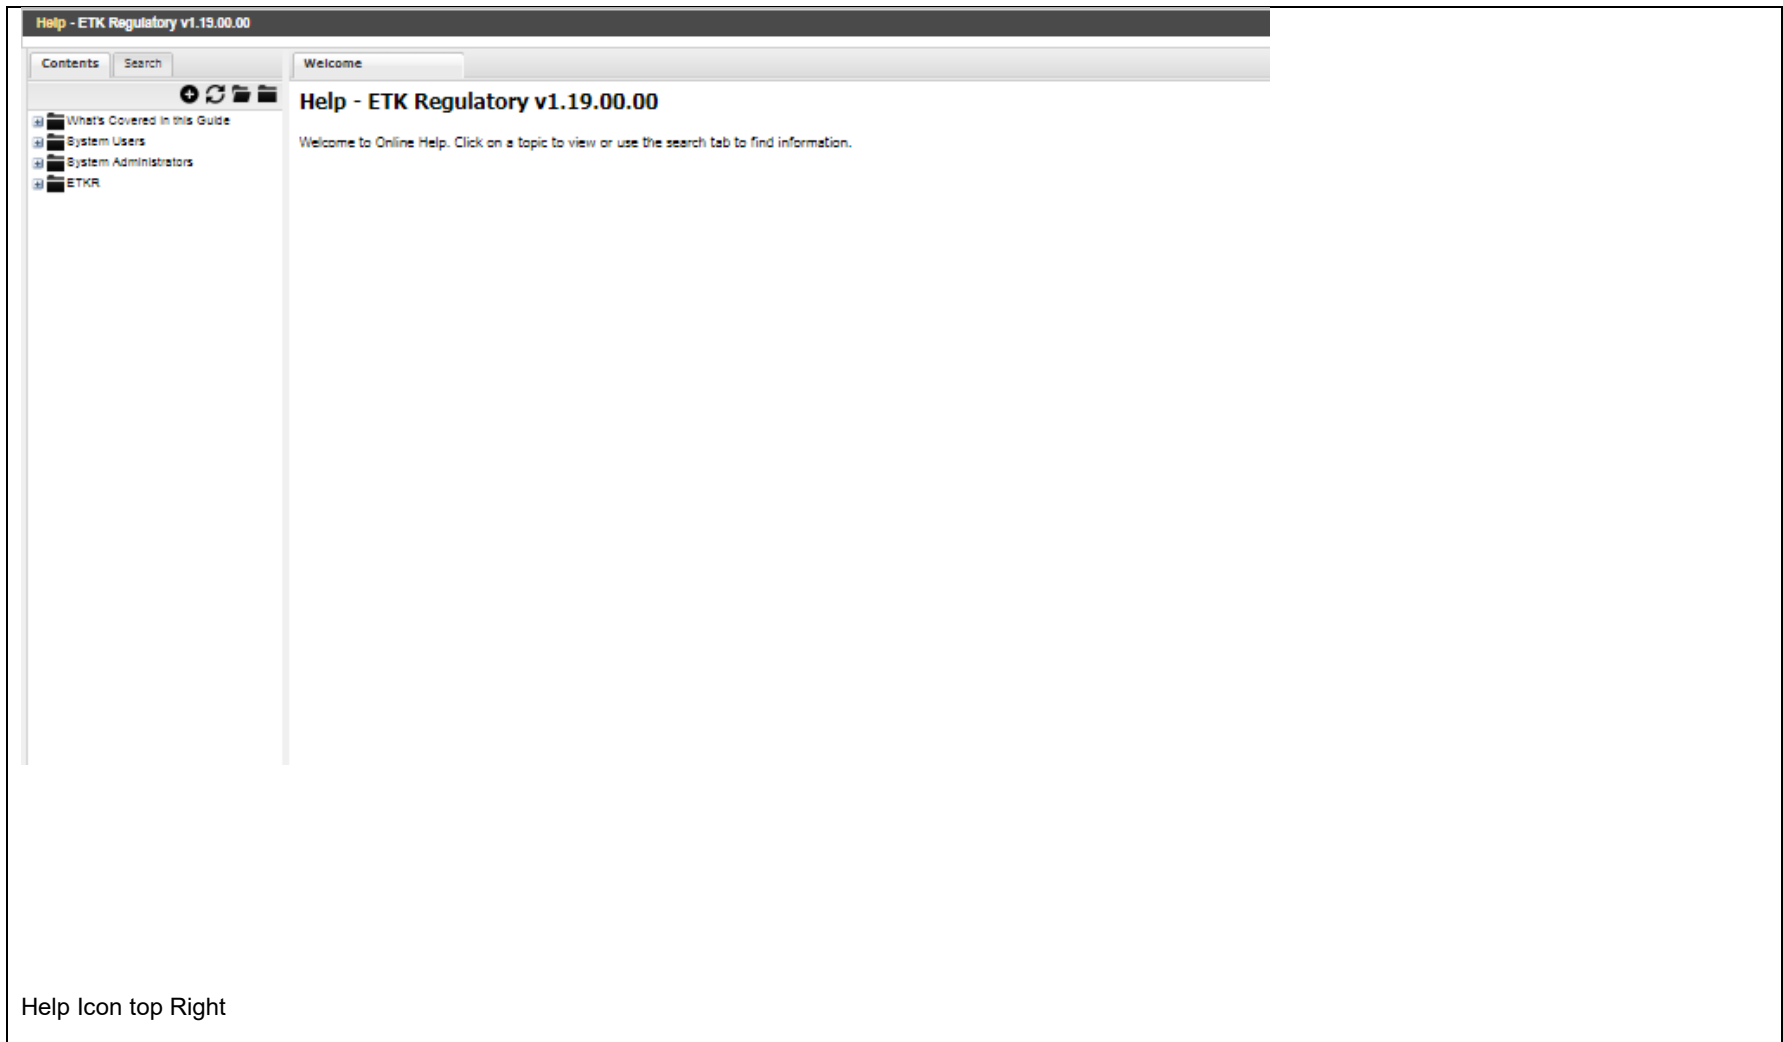 Help - ETK Regulatory v1.19.00.00
Contents Search
Welcome
Help - ETK Regulatory v1.19.00.00
Welcome to Online Help. Click on a topic to view or use the search tab to find information.
What's Covered in this Guide
System Users
System Administrators
ETKR
Help Icon top Right